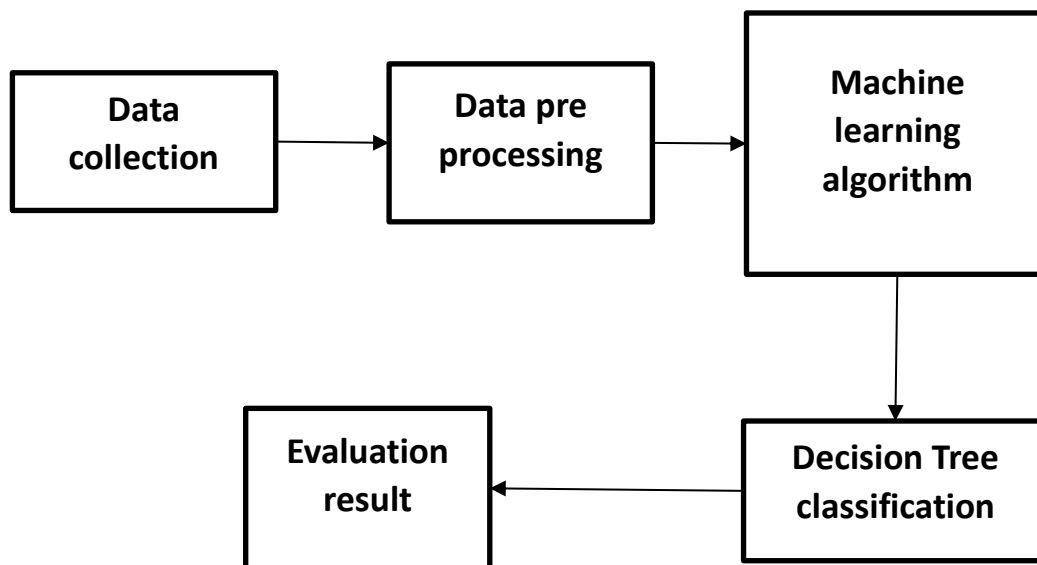 Data
collection
Data pre
processing
Machine
learning
algorithm
Decision Tree
classification
Evaluation
result